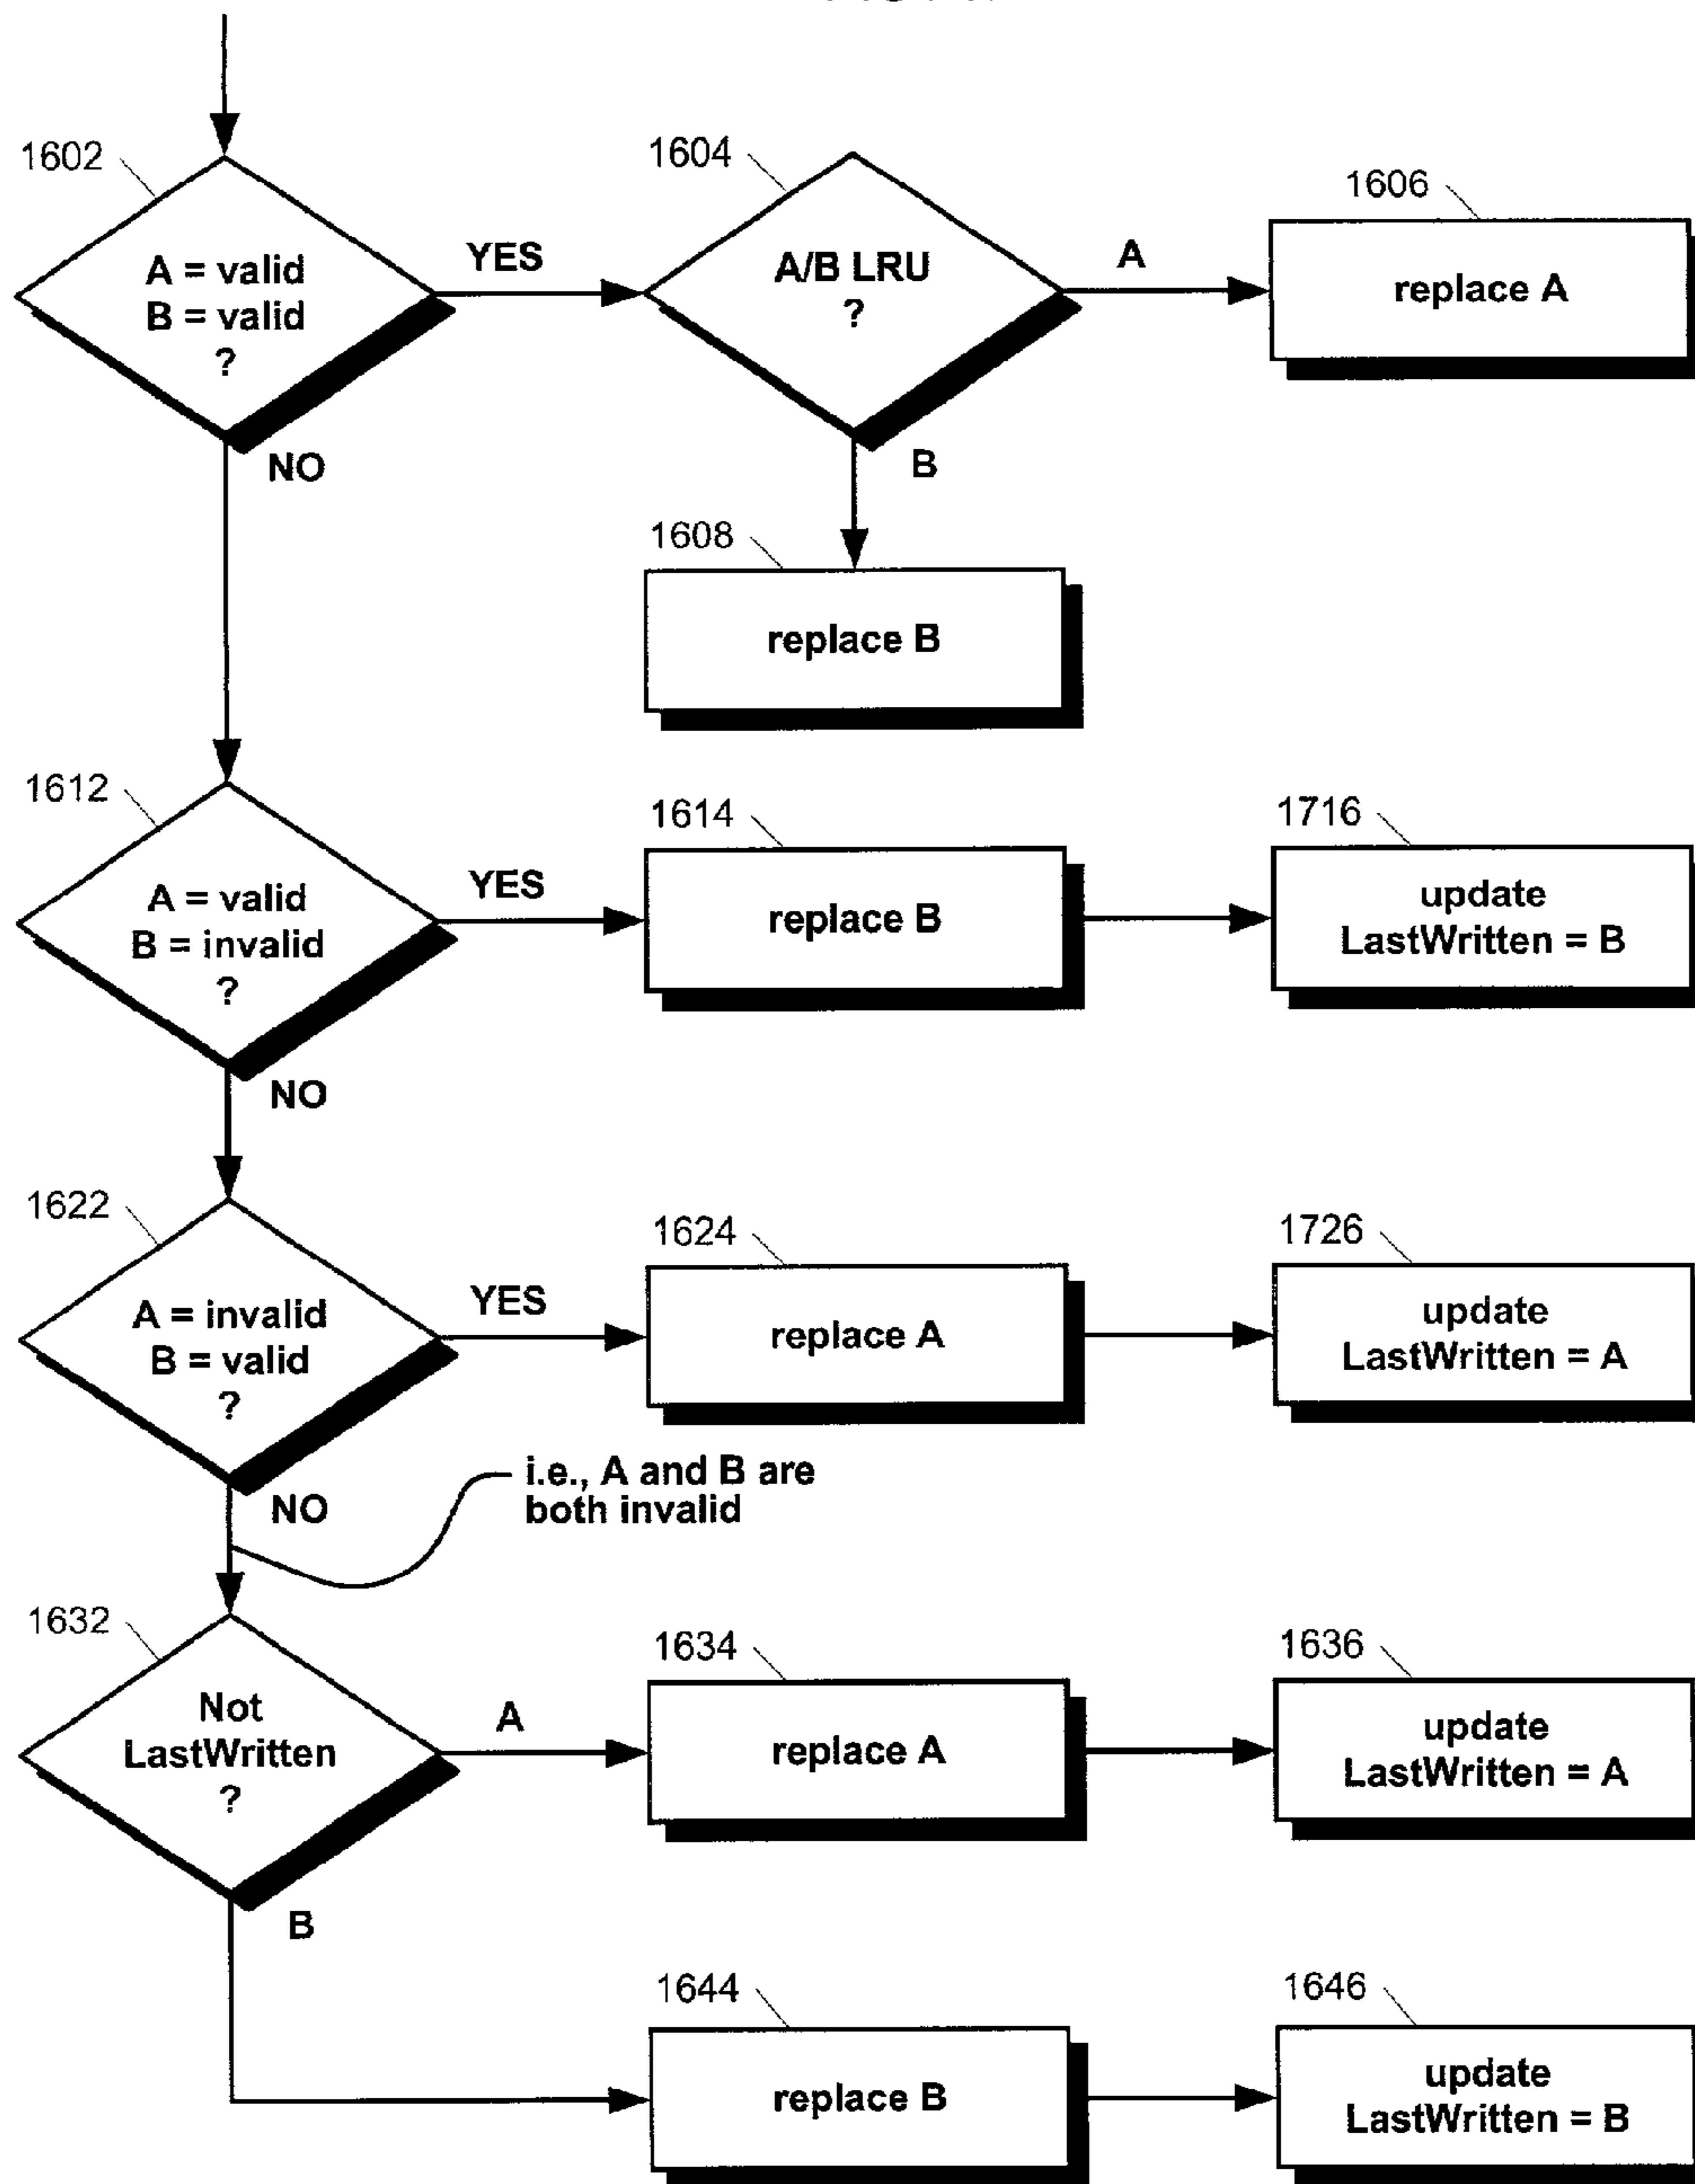 1602
A = valid
B = valid
?
YES
NO
1604
A/B LRU
?
A
B
1606
replace A
1608
replace B
1612
A = valid
B = invalid
?
YES
NO
1614
replace B
1716
update
LastWritten = B
1622
A = invalid
B = valid
?
YES
NO
1624
replace A
1726
update
LastWritten = A
i.e., A and B are
both invalid
1632
Not
LastWritten
?
A
B
1634
replace A
1636
update
LastWritten = A
1644
replace B
1646
update
LastWritten = B